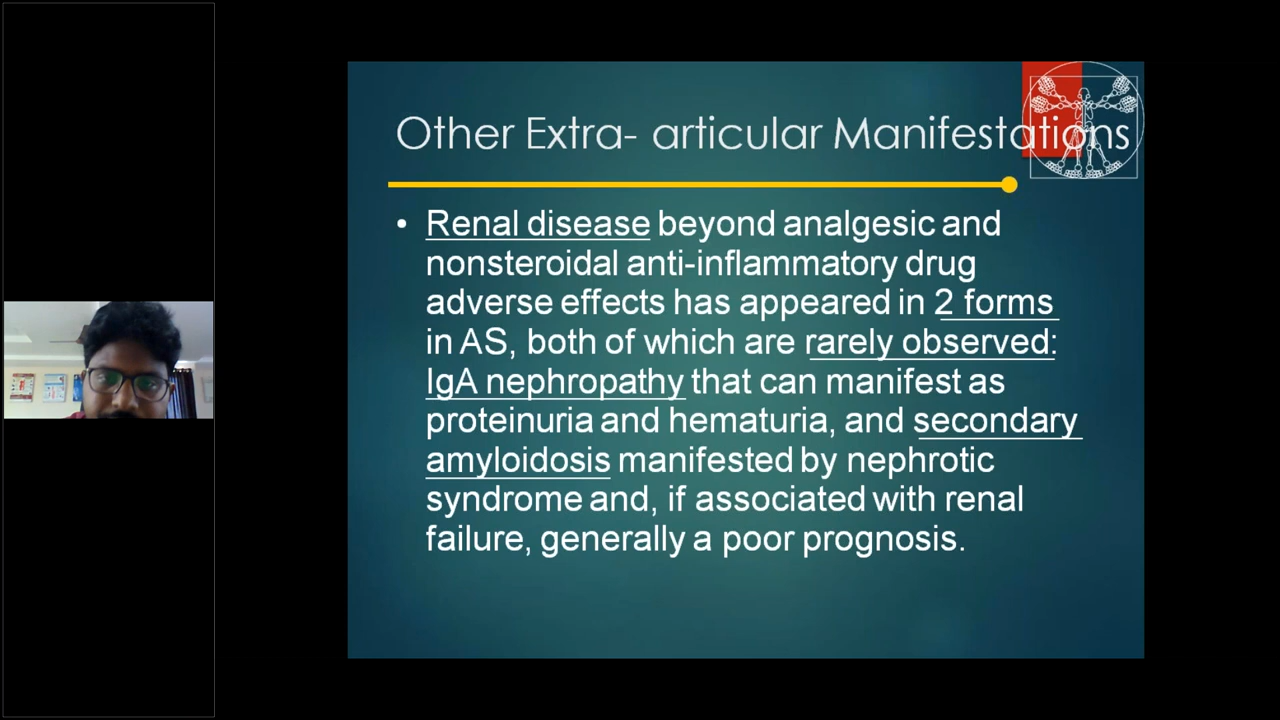 Other Extra- articular Manifestations
• Renal disease beyond analgesic and
nonsteroidal anti-inflammatory drug
adverse effects has appeared in 2 forms
in AS, both of which are rarely observed:
IgA nephropathy that can manifest as
proteinuria and hematuria, and secondary
amyloidosis manifested by nephrotic
syndrome and, if associated with renal
failure, generally a poor prognosis.